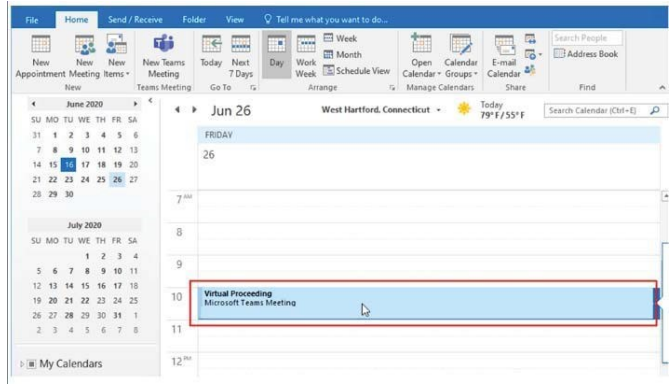 File Home Send / Receive Folder View Tell me what you want to do...
New Appointment
New Meeting
New Items
New
New Teams Meeting
Teams Meeting
Today
Next 7 Days
Go To
Day
Work Week
Week
Month
Schedule View
Arrange
Open Calendar
Calendar Groups
Manage Calendars
E-mail Calendar
Share
Search People
Address Book
Find
June 2020
SU MO TU WE TH FR SA
31 1 2 3 4 5 6
7 8 9 10 11 12 13
14 15 16 17 18 19 20
21 22 23 24 25 26 27
28 29 30
July 2020
SU MO TU WE TH FR SA
1 2 3 4
5 6 7 8 9 10 11
12 13 14 15 16 17 18
19 20 21 22 23 24 25
26 27 28 29 30 31 1
2 3 4 5 6 7 8
My Calendars
Jun 26
West Hartford, Connecticut
Today
79° F / 55° F
Search Calendar (Ctrl+E)
FRIDAY
26
7 AM
8
9
10
Virtual Proceeding
Microsoft Teams Meeting
11
12 PM